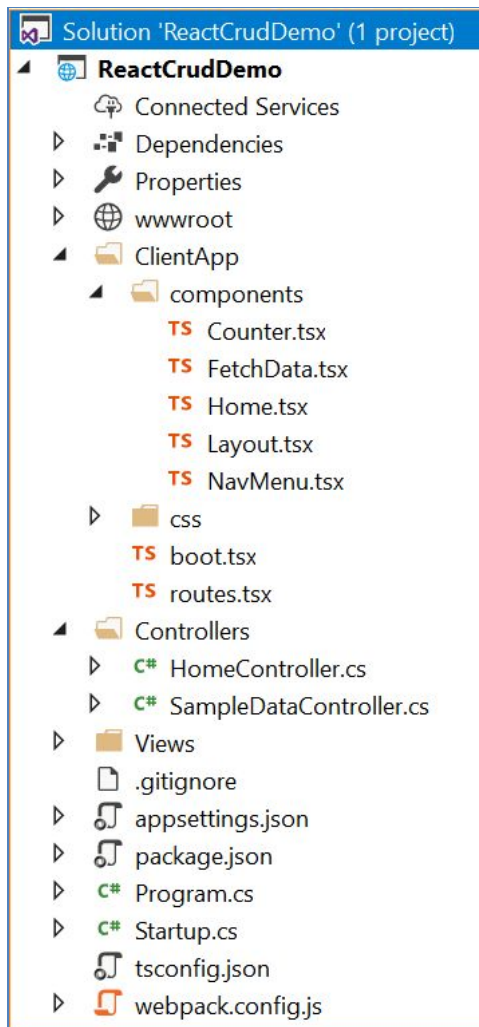 Solution 'ReactCrudDemo' (1 project)
ReactCrudDemo
Connected Services
Dependencies
Properties
wwwroot
ClientApp
components
TS Counter.tsx
TS FetchData.tsx
TS Home.tsx
TS Layout.tsx
TS NavMenu.tsx
css
TS boot.tsx
TS routes.tsx
Controllers
C# HomeController.cs
C# SampleDataController.cs
Views
.gitignore
appsettings.json
package.json
C# Program.cs
C# Startup.cs
tsconfig.json
webpack.config.js